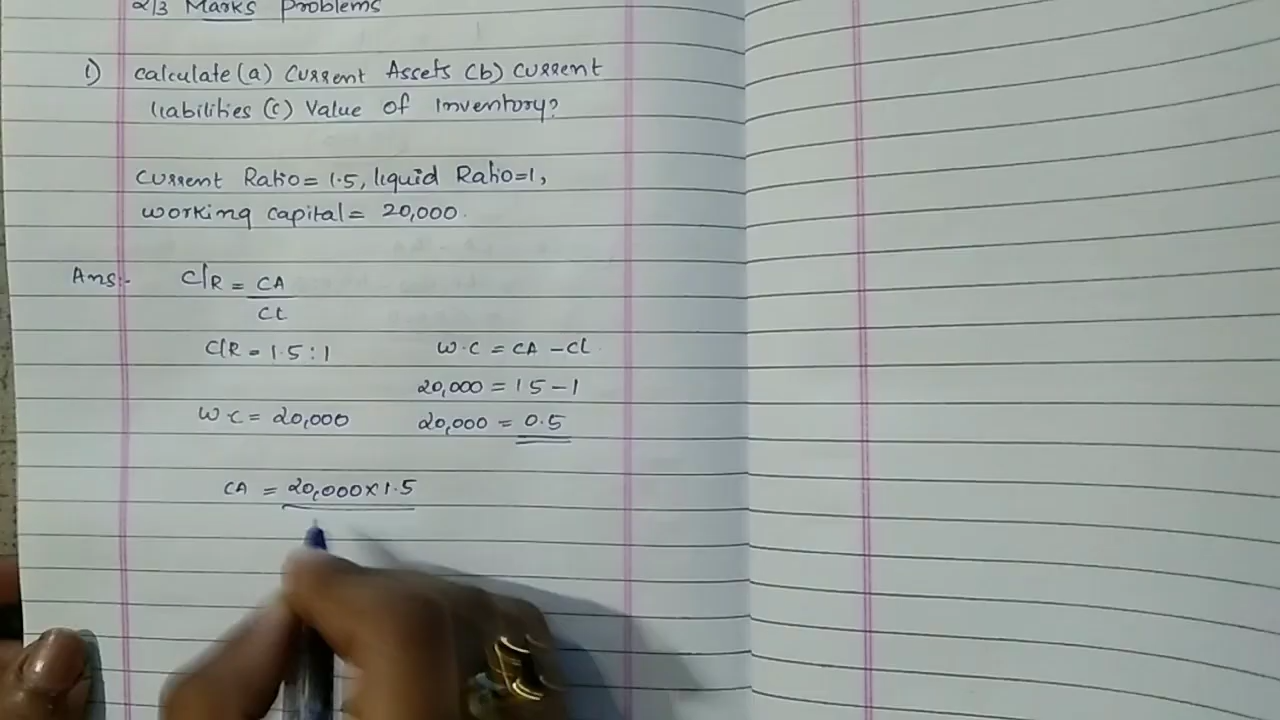 2/3 Marks Problems
1) Calculate (a) Current Assets (b) Current
liabilities (c) Value of Inventory?
Current Ratio = 1.5, liquid Ratio=1,
working capital = 20,000.
Ans:- C/R = CA
CL
C/R = 1.5 : 1
W.C = CA - CL
20,000 = 1.5 - 1
W.C = 20,000
20,000 = 0.5
CA = 20,000 x 1.5